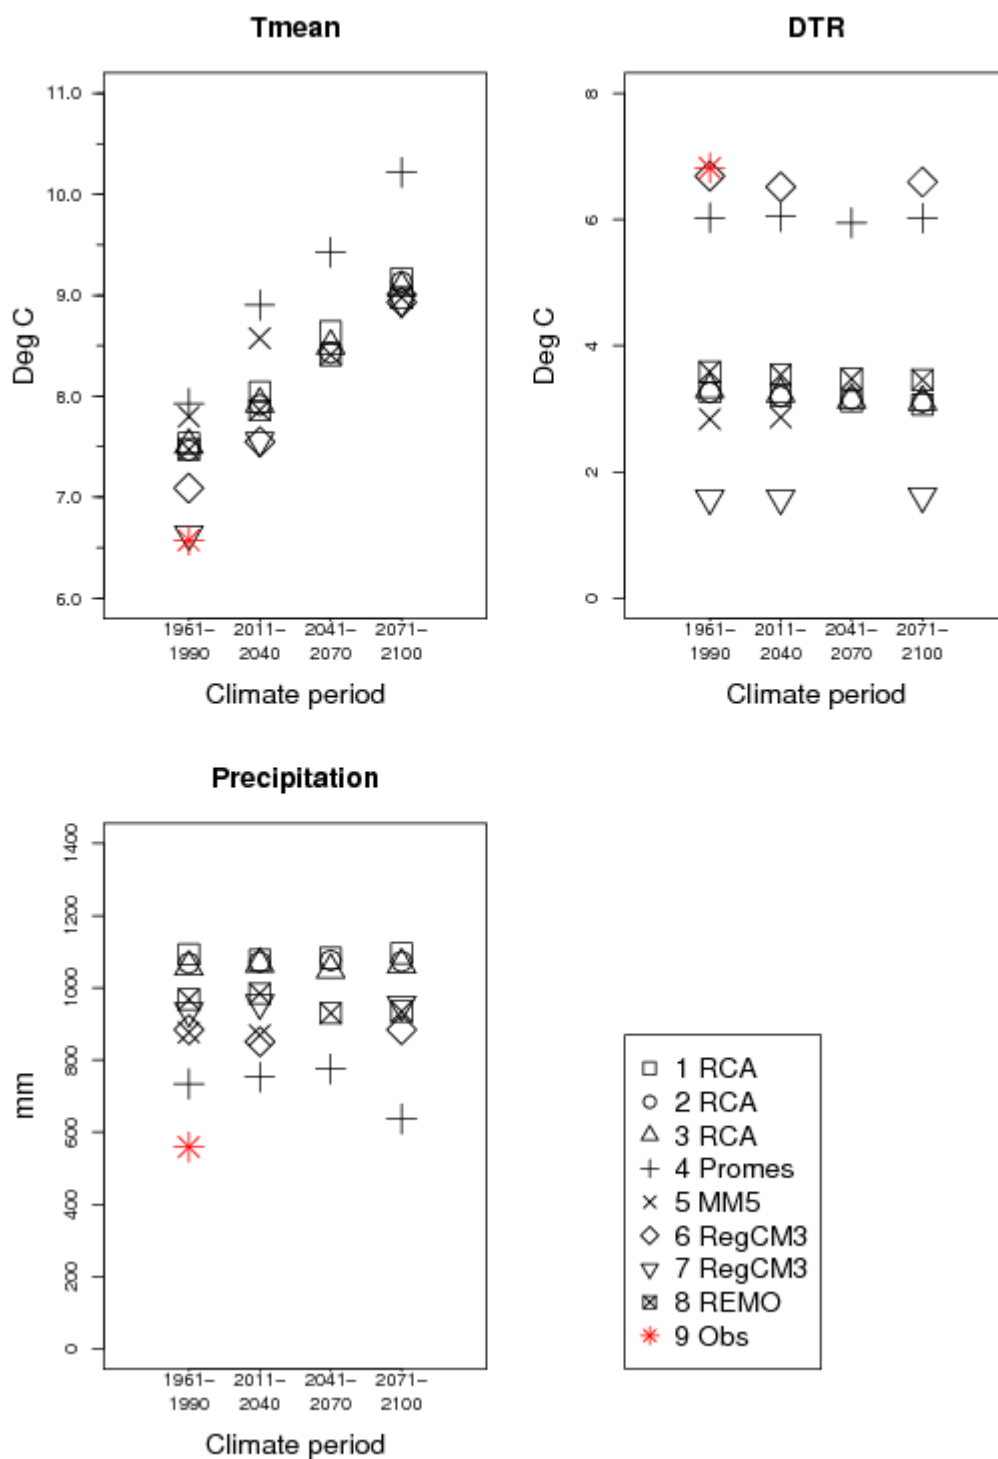 Tmean
11.0
10.0
9.0
8.0
7.0
6.0
Deg C
1961–
1990
2011–
2040
2041–
2070
2071–
2100
Climate period
DTR
8
6
4
2
0
Deg C
1961–
1990
2011–
2040
2041–
2070
2071–
2100
Climate period
Precipitation
1400
1200
1000
800
600
400
200
0
mm
1961–
1990
2011–
2040
2041–
2070
2071–
2100
Climate period
1 RCA
2 RCA
3 RCA
4 Promes
5 MM5
6 RegCM3
7 RegCM3
8 REMO
9 Obs